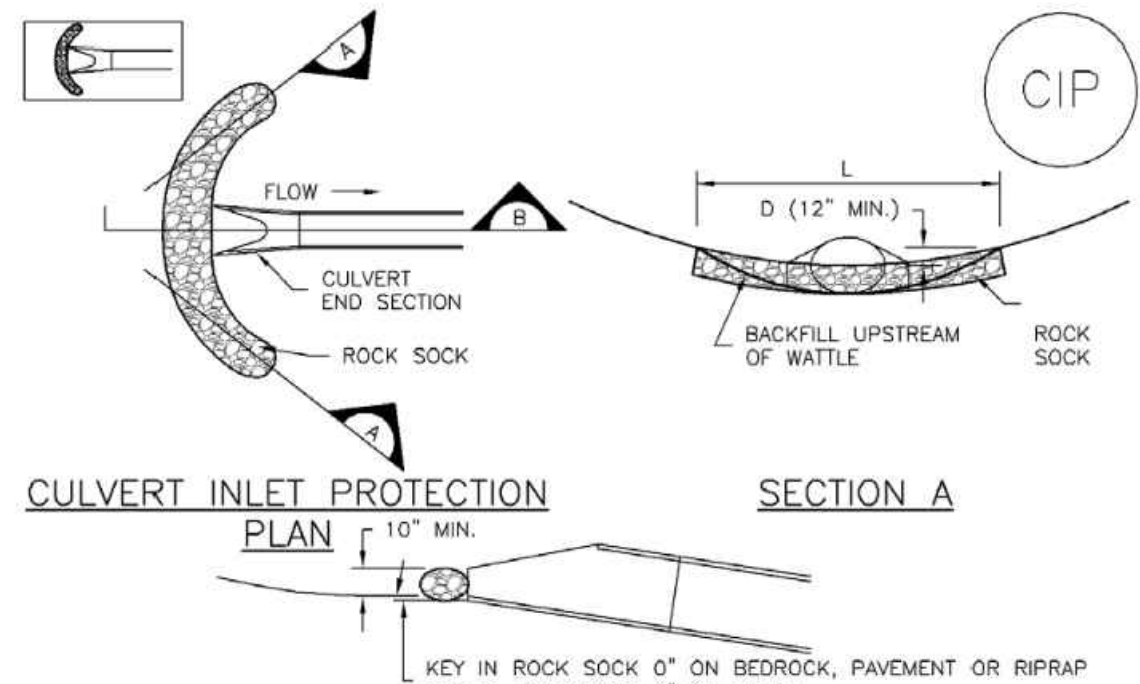 A
CIP
FLOW
B
L
D (12" MIN.)
CULVERT
END SECTION
ROCK SOCK
BACKFILL UPSTREAM
OF WATTLE
ROCK
SOCK
A
CULVERT INLET PROTECTION
PLAN
SECTION A
10" MIN.
KEY IN ROCK SOCK 0" ON BEDROCK, PAVEMENT OR RIPRAP